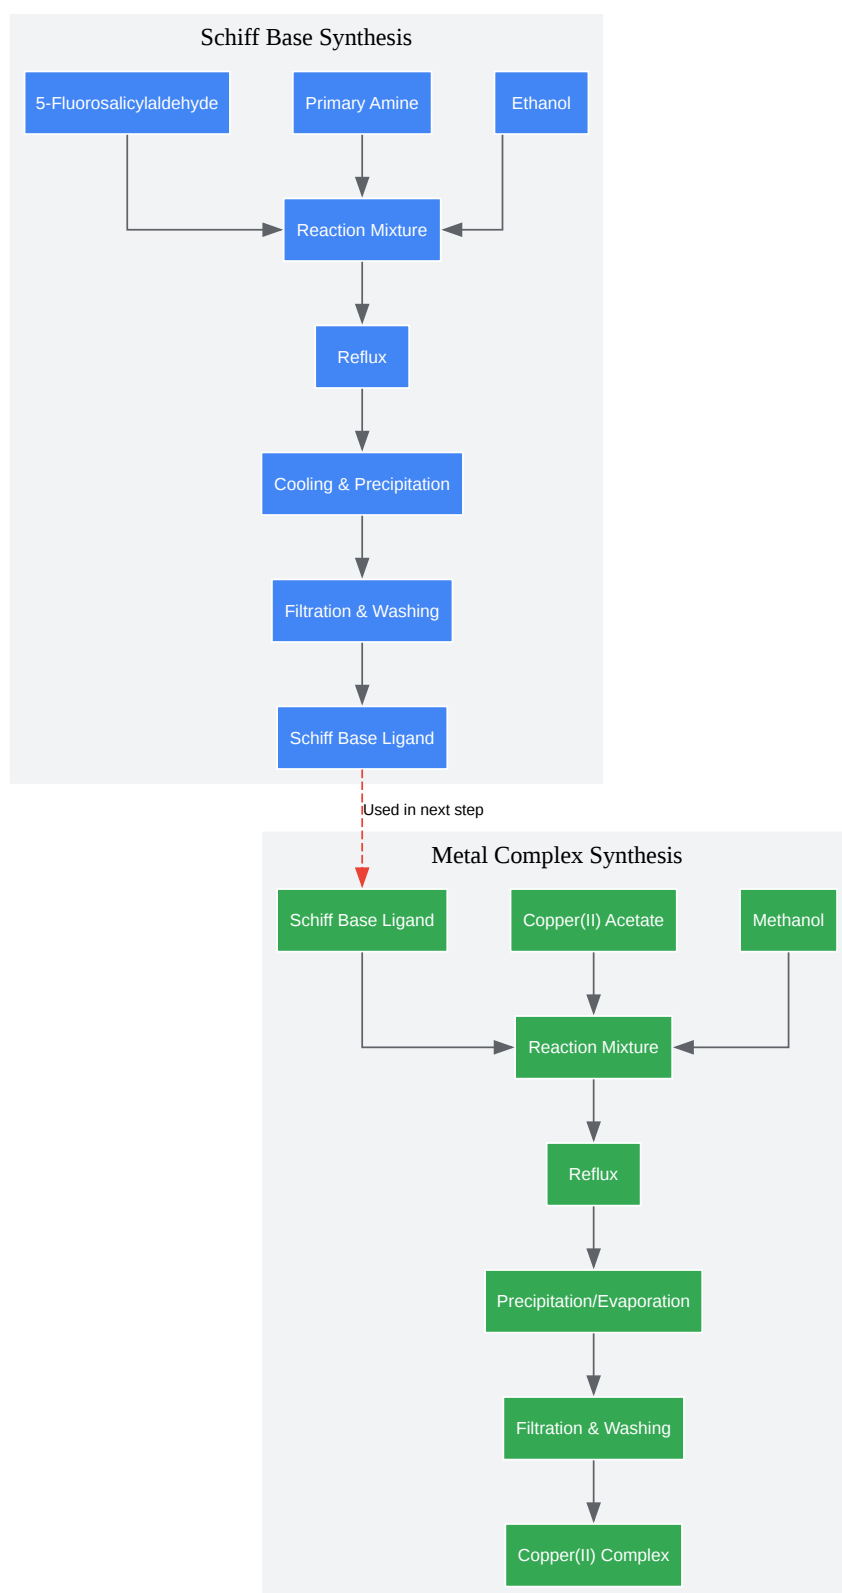 Schiff Base Synthesis
5-Fluorosalicylaldehyde
Primary Amine
Ethanol
Reaction Mixture
Reflux
Cooling & Precipitation
Filtration & Washing
Schiff Base Ligand
Used in next step
Metal Complex Synthesis
Schiff Base Ligand
Copper(II) Acetate
Methanol
Reaction Mixture
Reflux
Precipitation/Evaporation
Filtration & Washing
Copper(II) Complex